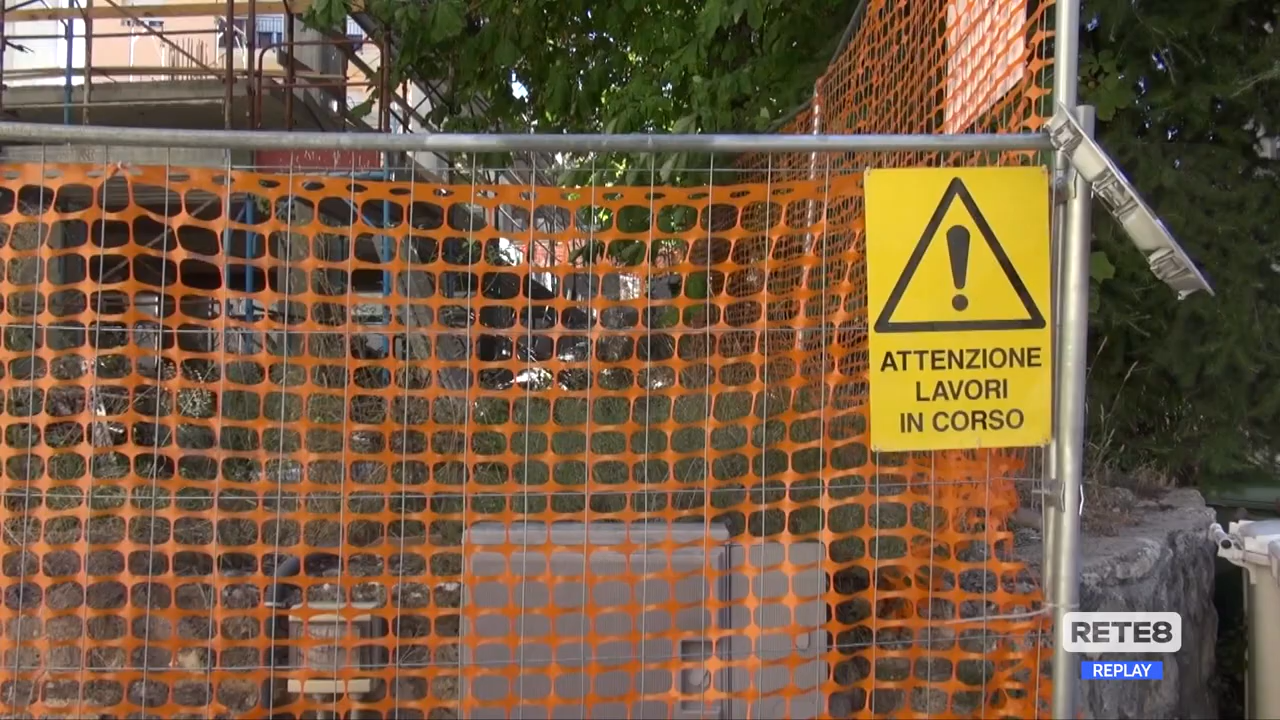 ATTENZIONE
LAVORI
IN CORSO
RETE8
REPLAY